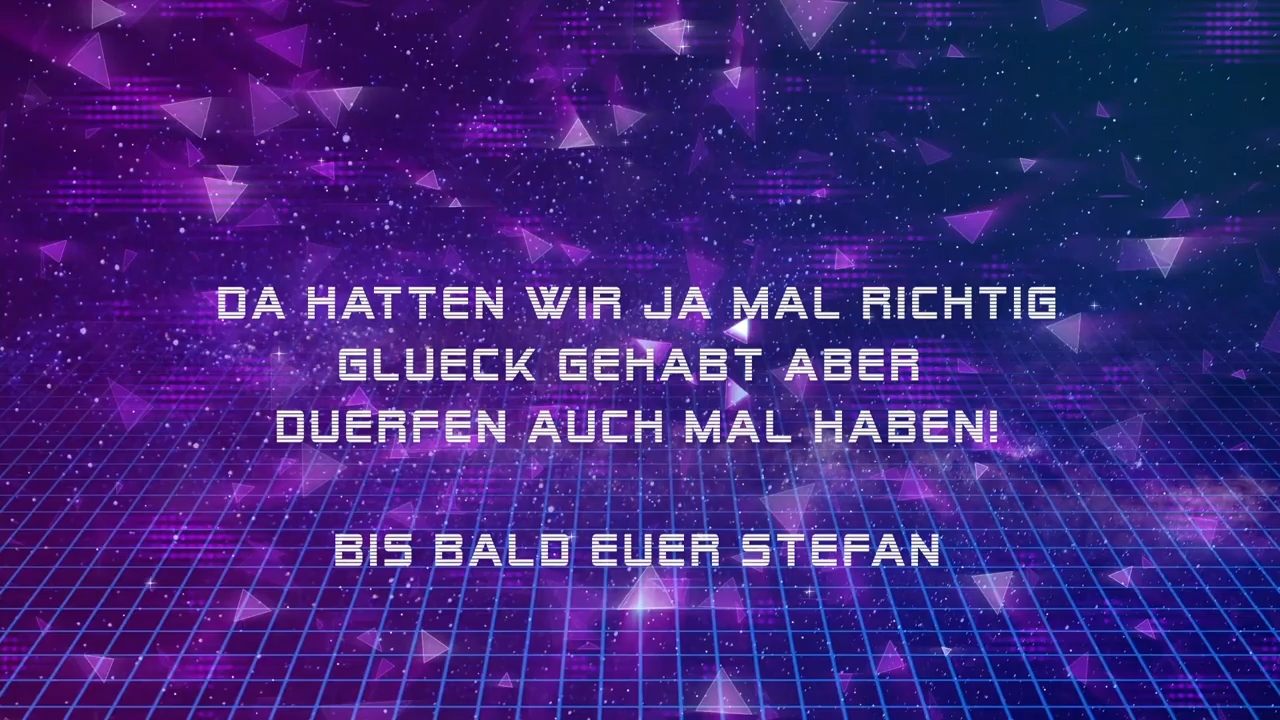 DA HATTEN WIR JA MAL RICHTIG
GLUECK GEHABT ABER
DUERFEN AUCH MAL HABEN!
BIS BALD EUER STEFAN